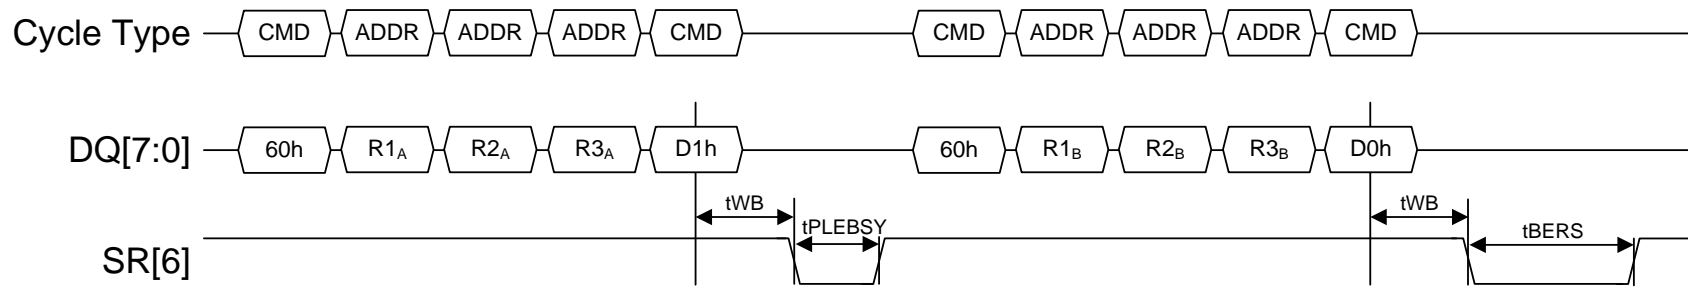 Cycle Type CMD ADDR ADDR ADDR CMD CMD ADDR ADDR ADDR CMD
DQ[7:0] 60h R1A R2A R3A D1h 60h R1B R2B R3B D0h
tWB tWB
tPLEBSY tBERS
SR[6]